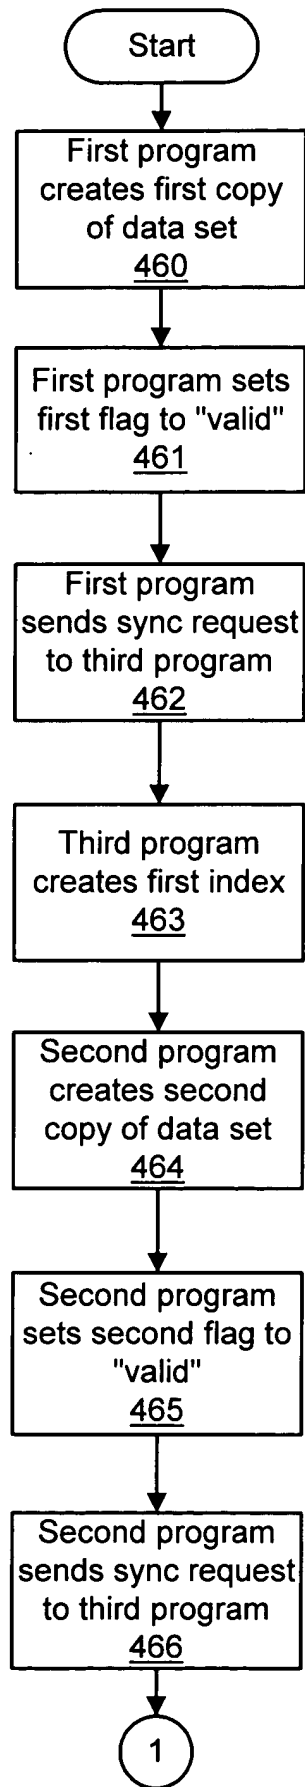 Start
First program
creates first copy
of data set
460
First program sets
first flag to "valid"
461
First program
sends sync request
to third program
462
Third program
creates first index
463
Second program
creates second
copy of data set
464
Second program
sets second flag to
"valid"
465
Second program
sends sync request
to third program
466
1